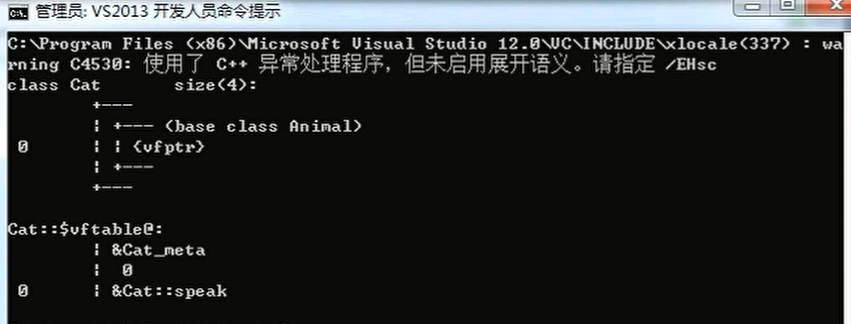 管理员: VS2013 开发人员命令提示
C:\Program Files (x86)\Microsoft Visual Studio 12.0\VC\INCLUDE\xlocale(337) : wa
rning C4530: 使用了 C++ 异常处理程序，但未启用展开语义。请指定 /EHsc
class Cat       size(4):
        +---
        | +--- (base class Animal)
 0      | | {vfptr}
        | +---
        +---
Cat::$vftable@:
        | &Cat_meta
        |  0
 0      | &Cat::speak